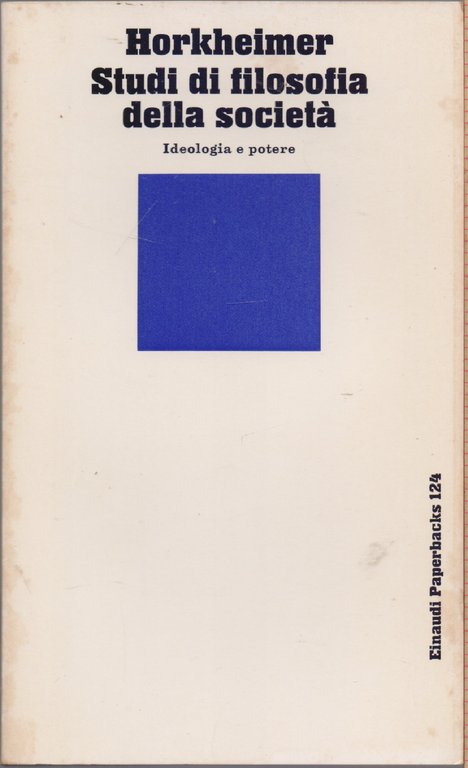 Horkheimer
Studi di filosofia
della società
Ideologia e potere
Einaudi Paperbacks 124